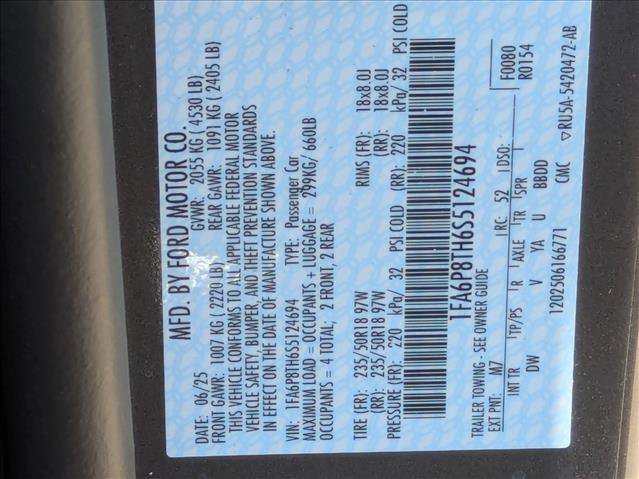 MFD. BY FORD MOTOR CO.
DATE: 06/25 GVWR: 2055 KG ( 4530 LB)
FRONT GAWR: 1007 KG ( 2220 LB) REAR GAWR: 1091 KG ( 2405 LB)
THIS VEHICLE CONFORMS TO ALL APPLICABLE FEDERAL MOTOR
VEHICLE SAFETY, BUMPER, AND THEFT PREVENTION STANDARDS
IN EFFECT ON THE DATE OF MANUFACTURE SHOWN ABOVE.
VIN: 1FA6P8TH6S5124694 TYPE: Passenger Car
MAXIMUM LOAD = OCCUPANTS + LUGGAGE = 299KG/ 660LB
OCCUPANTS = 4 TOTAL; 2 FRONT, 2 REAR
TIRE (FR): 235/50R18 97W RIMS (FR): 18x8.0J
(RR): 235/50R18 97W (RR): 18x8.0J
PRESSURE (FR): 220 kPa/ 32 PSI COLD (RR): 220 kPa/ 32 PSI COLD
1FA6P8TH6S5124694
TRAILER TOWING - SEE OWNER GUIDE F0080
EXT PNT: M7 RC: 52 DSO: R0154
INT TR TP/PS R AXLE TR SPR
DW V YA U BBDD
1202506166771 CMC ▽RU5A-5420472-AB